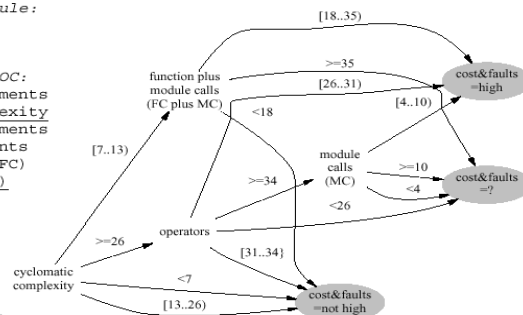 ule:
OC:
ments
exity
ments
nts
FC)
)
[18..35)
>=35
function plus
module calls
(FC plus MC)
[26..31)
cost&faults
=high
<18
[4..10)
[7..13)
module
calls
(MC)
>=10
>=34
<4
cost&faults
=?
<26
operators
>=26
[31..34}
cyclomatic
complexity
<7
[13..26)
cost&faults
=not high